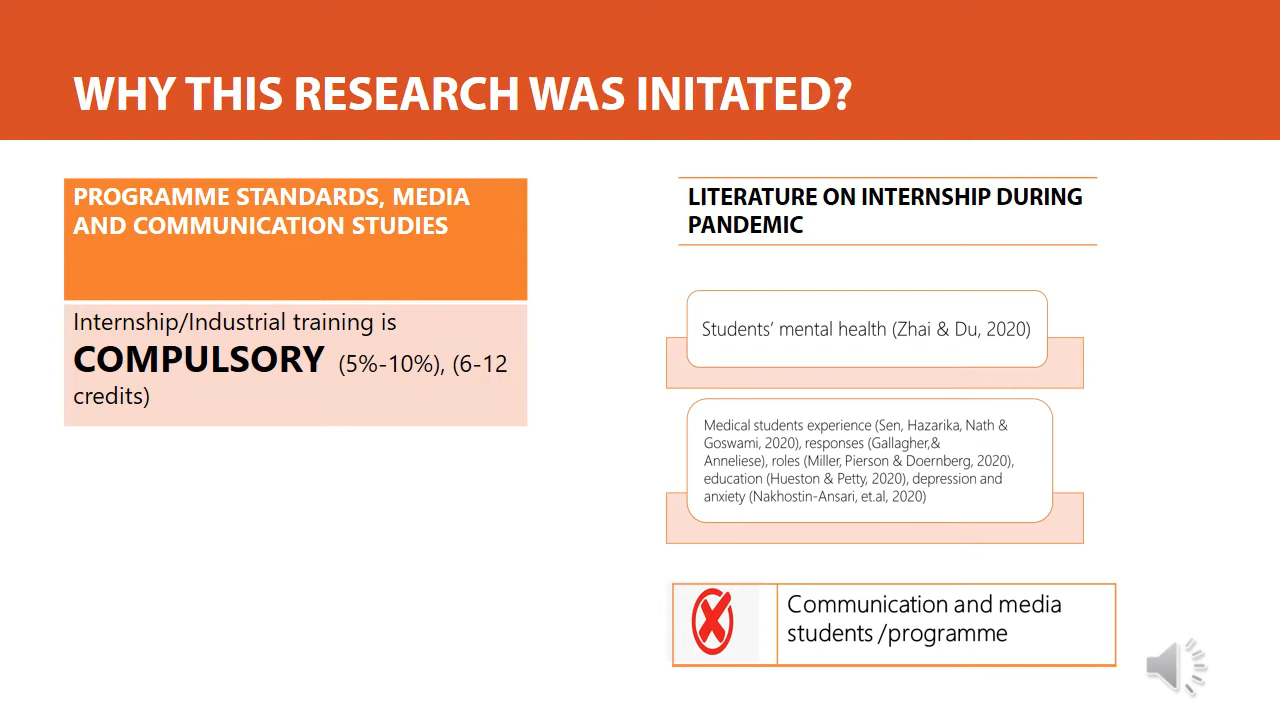 WHY THIS RESEARCH WAS INITATED?
PROGRAMME STANDARDS, MEDIA
AND COMMUNICATION STUDIES
Internship/Industrial training is
COMPULSORY (5%-10%), (6-12
credits)
LITERATURE ON INTERNSHIP DURING
PANDEMIC
Students’ mental health (Zhai & Du, 2020)
Medical students experience (Sen, Hazarika, Nath &
Goswami, 2020), responses (Gallagher,&
Anneliese), roles (Miller, Pierson & Doernberg, 2020),
education (Hueston & Petty, 2020), depression and
anxiety (Nakhostin-Ansari, et.al, 2020)
Communication and media
students /programme